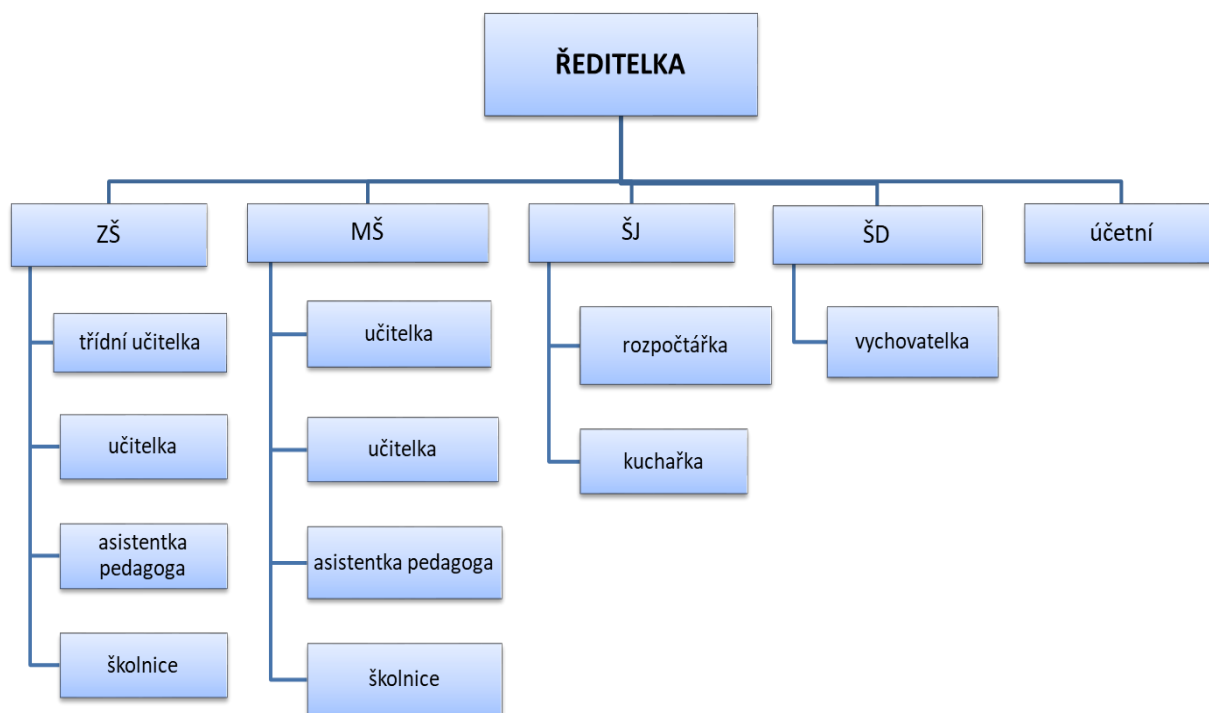 ŘEDITELKA
ZŠ
MŠ
ŠJ
ŠD
účetní
třídní učitelka
učitelka
asistentka
pedagoga
školnice
učitelka
učitelka
asistentka pedagoga
školnice
rozpočtářka
kuchařka
vychovatelka